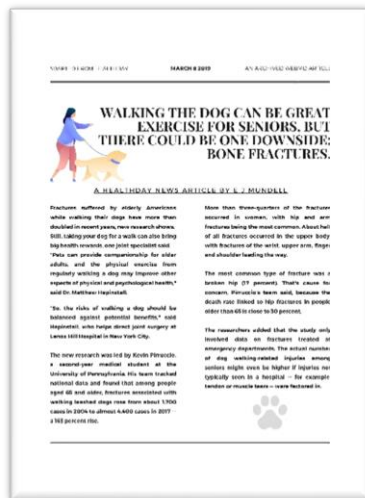 MARCH 8 2019
AN ARCHIVED WEBMD ARTICLE
WALKING THE DOG CAN BE GREAT
EXERCISE FOR SENIORS. BUT
THERE COULD BE ONE DOWNSIDE:
BONE FRACTURES.
A HEALTHDAY NEWS ARTICLE BY E J MUNDELL
Fractures suffered by elderly Americans
while walking their dogs have more than
doubled in recent years, new research shows.
Still, taking your dog for a walk can also bring
big health rewards, one joint specialist said.
"Pets can provide companionship for older
adults, and the physical exercise from
regularly walking a dog may improve other
aspects of physical and psychological health,"
said Dr. Matthew Hepinstall.
"So, the risks of walking a dog should be
balanced against potential benefits," said
Hepinstall, who helps direct joint surgery at
Lenox Hill Hospital in New York City.
The new research was led by Kevin Pirruccio,
a second-year medical student at the
University of Pennsylvania. His team tracked
national data and found that among people
aged 65 and older, fractures associated with
walking leashed dogs rose from about 1,700
cases in 2004 to almost 4,400 cases in 2017 -
a 163 percent rise.
More than three-quarters of the fractures
occurred in women, with hip and arm
fractures being the most common. About half
of all fractures occurred in the upper body
with fractures of the wrist, upper arm, finger
and shoulder leading the way.
The most common type of fracture was a
broken hip (17 percent). That's cause for
concern, Pirruccio's team said, because the
death rate linked to hip fractures in people
older than 65 is close to 30 percent.
The researchers added that the study only
involved data on fractures treated at
emergency departments. The actual number
of dog walking-related injuries among
seniors might even be higher if injuries not
typically seen in a hospital — for example
tendon or muscle tears — were factored in.